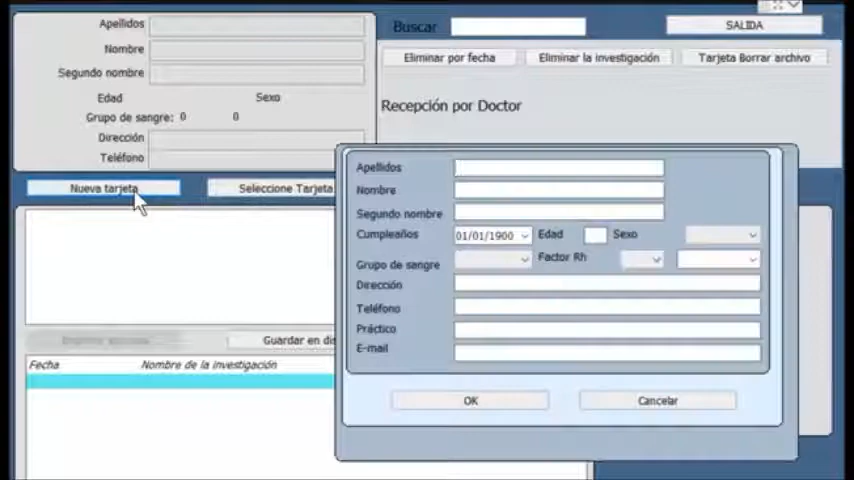 Apellidos
Nombre
Segundo nombre
Edad Sexo
Grupo de sangre: 0 0
Dirección
Teléfono
Buscar
SALIDA
Eliminar por fecha Eliminar la investigación Tarjeta Borrar archivo
Recepción por Doctor
Nueva tarjeta Seleccione Tarjeta
Guardar en dis
Fecha Nombre de la investigación
Apellidos
Nombre
Segundo nombre
Cumpleaños 01/01/1900 Edad Sexo
Grupo de sangre Factor Rh
Dirección
Teléfono
Práctico
E-mail
OK Cancelar